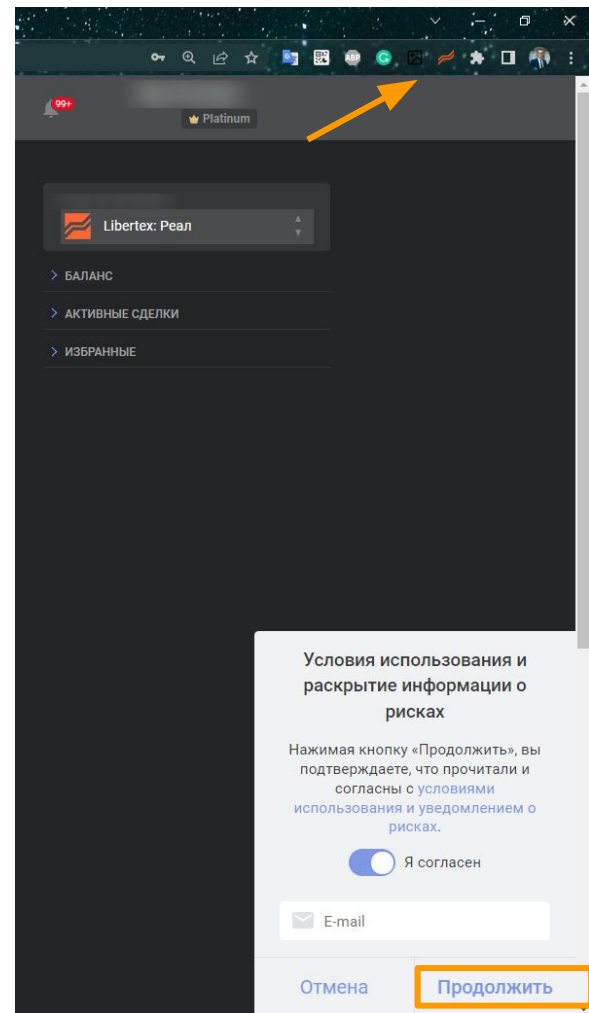 ABP
99+
Platinum
Libertex: Реал
БАЛАНС
АКТИВНЫЕ СДЕЛКИ
ИЗБРАННЫЕ
Условия использования и
раскрытие информации о
рисках
Нажимая кнопку «Продолжить», вы
подтверждаете, что прочитали и
согласны с условиями
использования и уведомлением о
рисках.
Я согласен
E-mail
Отмена
Продолжить